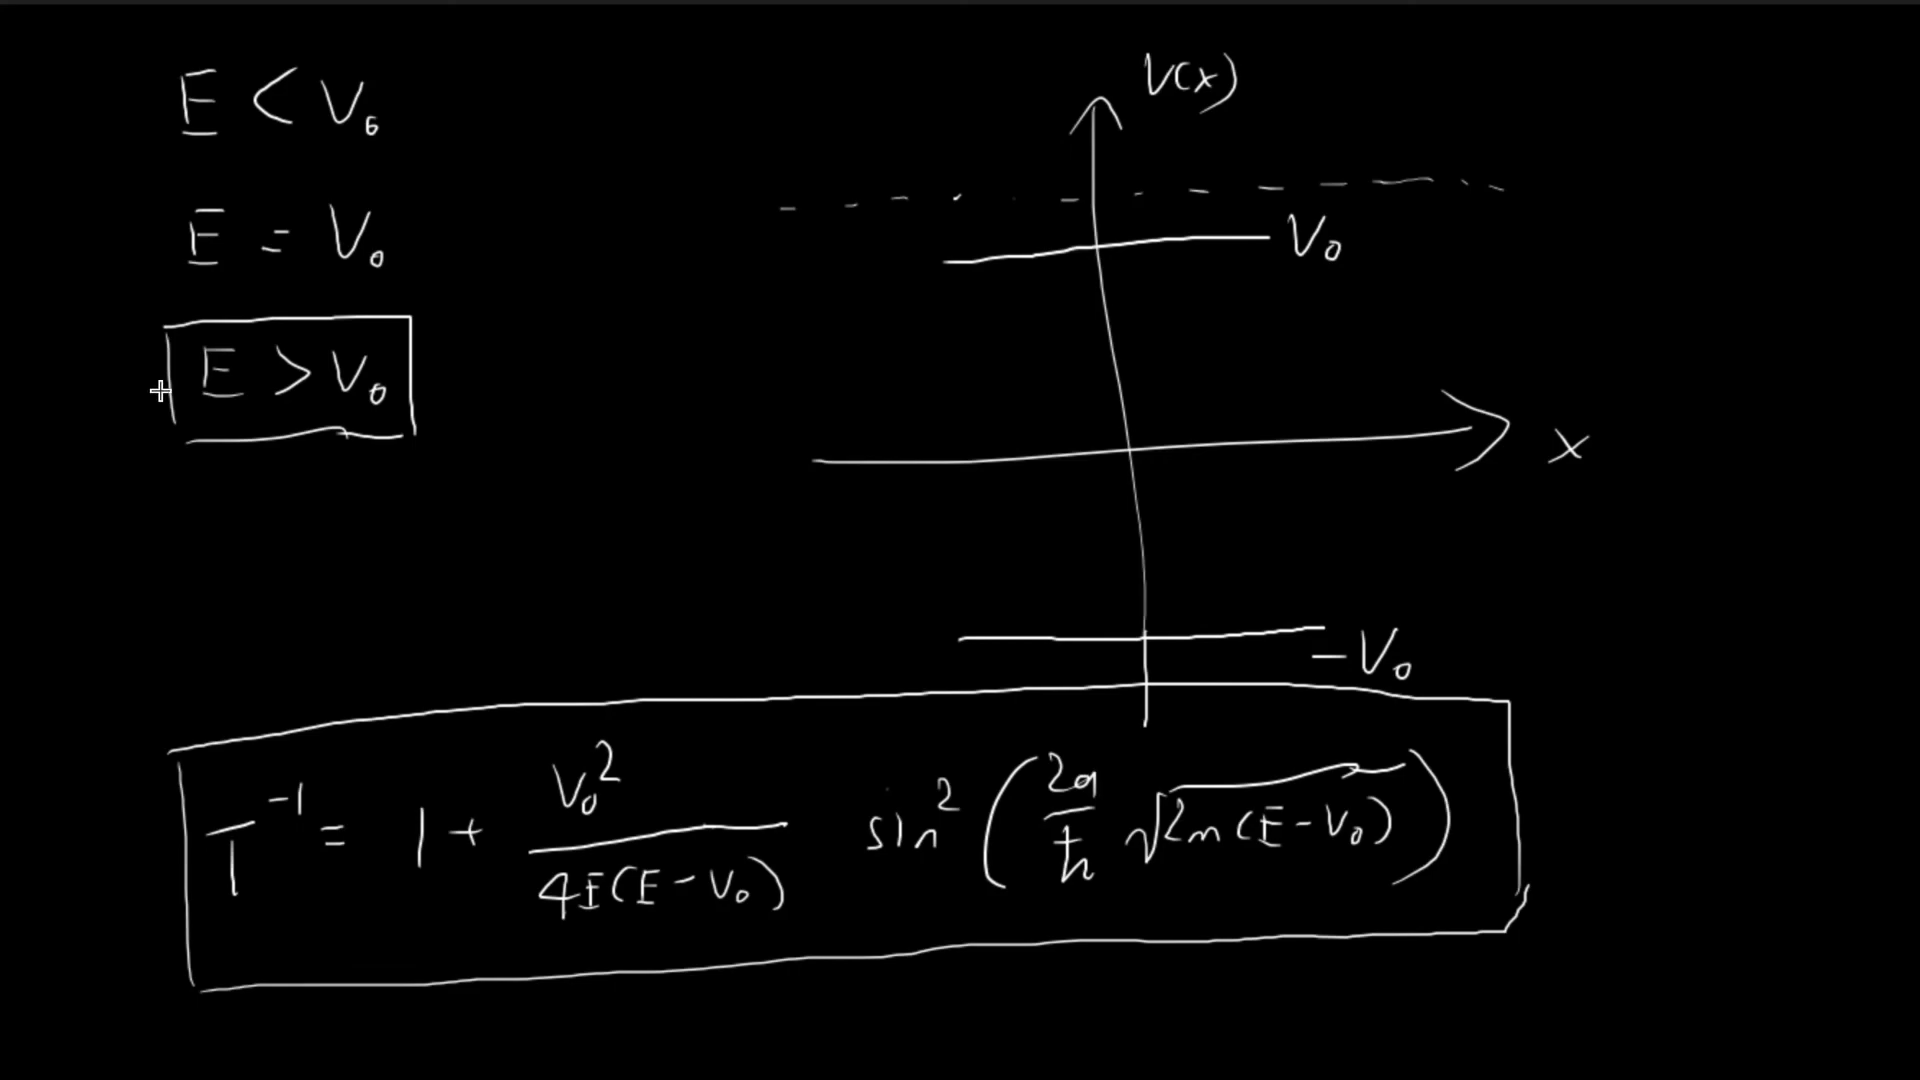 E < V₀
E = V₀
E > V₀
V(x)
V₀
x
-V₀
T⁻¹ = 1 + V₀² / 4E(E - V₀) sin² (2a/ħ √2m(E - V₀))